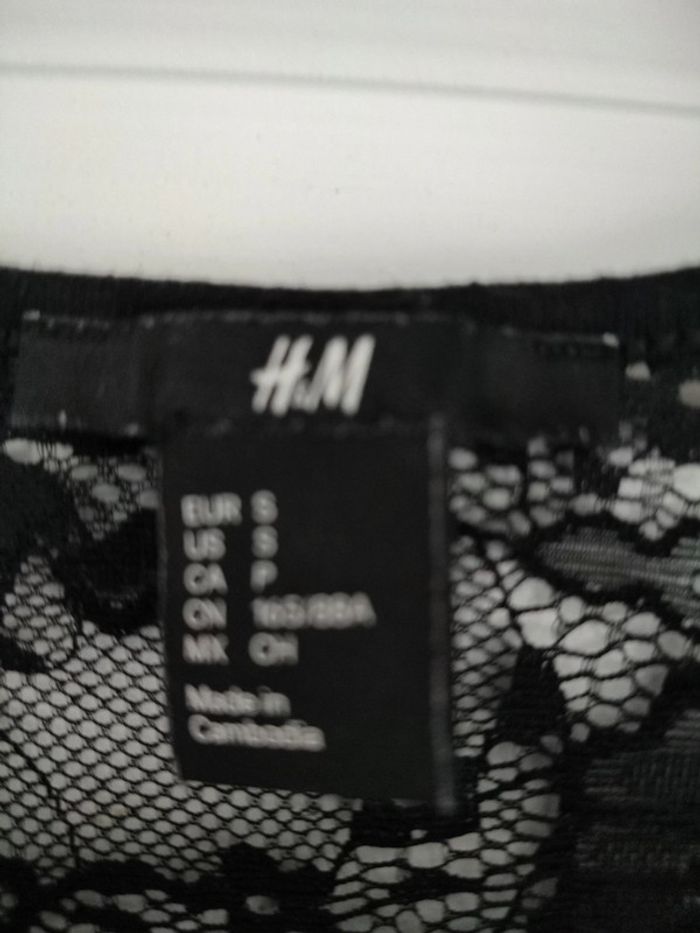 H&M
EUR S
US S
CA P
CN 165/88A
MX CH
Made in
Cambodia